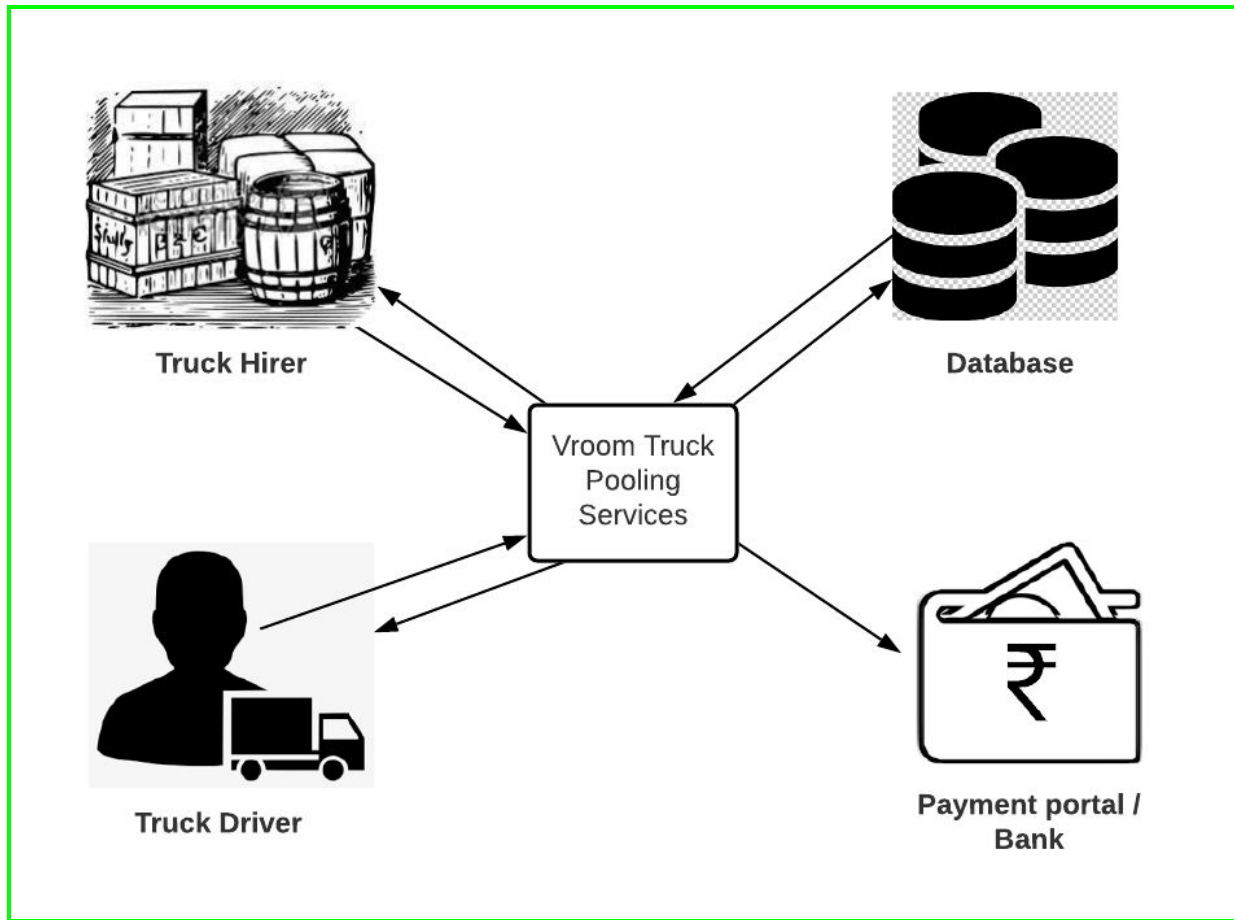 Truck Hirer
Database
Vroom Truck
Pooling
Services
₹
Truck Driver
Payment portal /
Bank